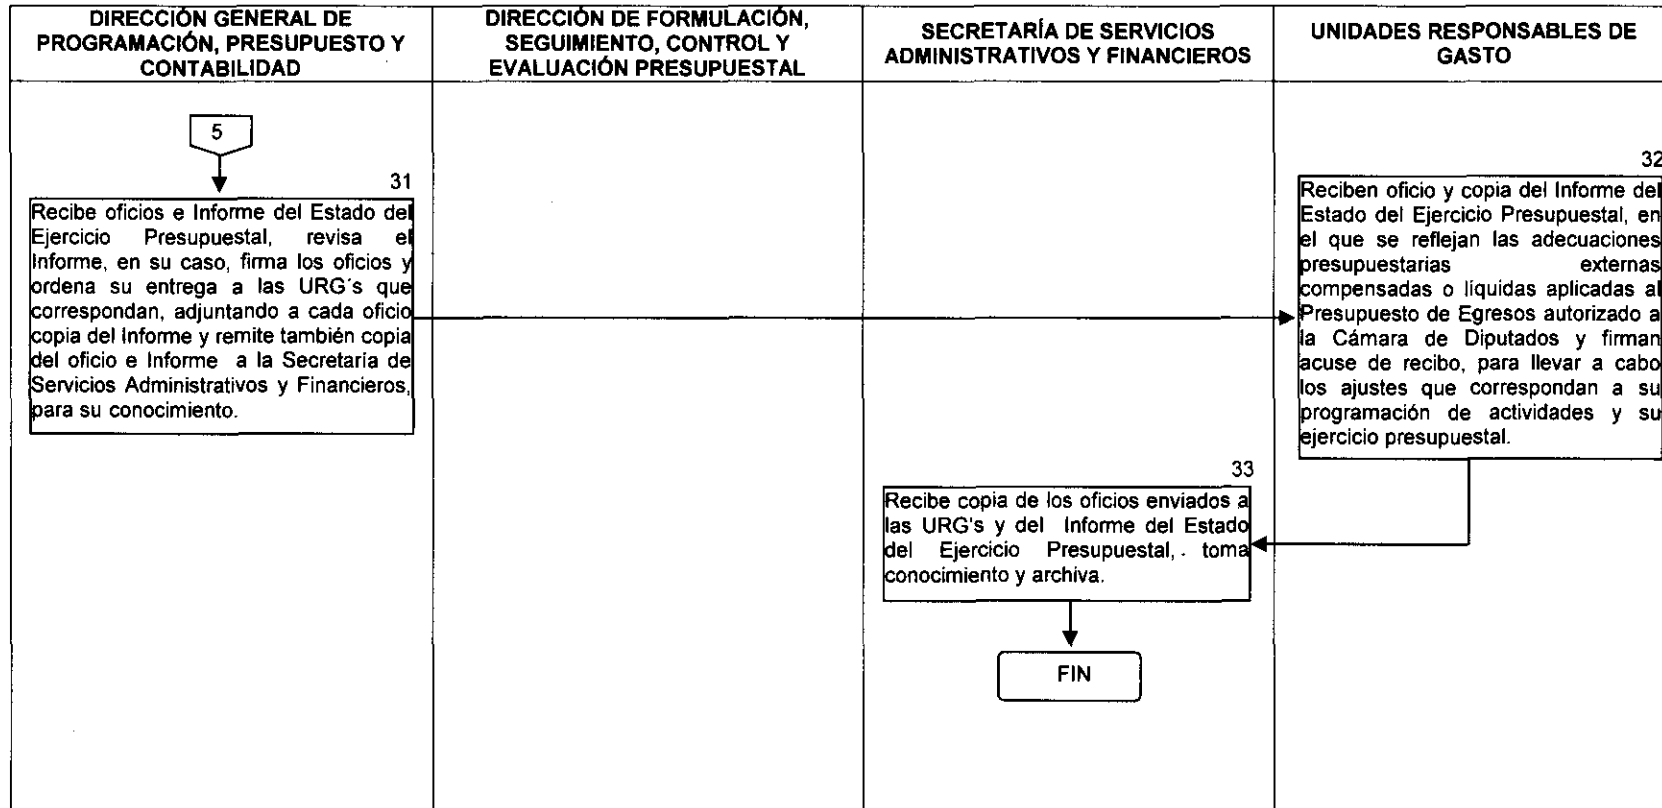 DIRECCIÓN GENERAL DE
PROGRAMACIÓN, PRESUPUESTO Y
CONTABILIDAD
DIRECCIÓN DE FORMULACIÓN,
SEGUIMIENTO, CONTROL Y
EVALUACIÓN PRESUPUESTAL
SECRETARÍA DE SERVICIOS
ADMINISTRATIVOS Y FINANCIEROS
UNIDADES RESPONSABLES DE
GASTO
5
31
Recibe oficios e Informe del Estado del
Ejercicio Presupuestal, revisa el
Informe, en su caso, firma los oficios y
ordena su entrega a las URG´s que
correspondan, adjuntando a cada oficio
copia del Informe y remite también copia
del oficio e Informe a la Secretaría de
Servicios Administrativos y Financieros,
para su conocimiento.
32
Reciben oficio y copia del Informe del
Estado del Ejercicio Presupuestal, en
el que se reflejan las adecuaciones
presupuestarias externas
compensadas o líquidas aplicadas al
Presupuesto de Egresos autorizado a
la Cámara de Diputados y firman
acuse de recibo, para llevar a cabo
los ajustes que correspondan a su
programación de actividades y su
ejercicio presupuestal.
33
Recibe copia de los oficios enviados a
las URG's y del Informe del Estado
del Ejercicio Presupuestal, toma
conocimiento y archiva.
FIN